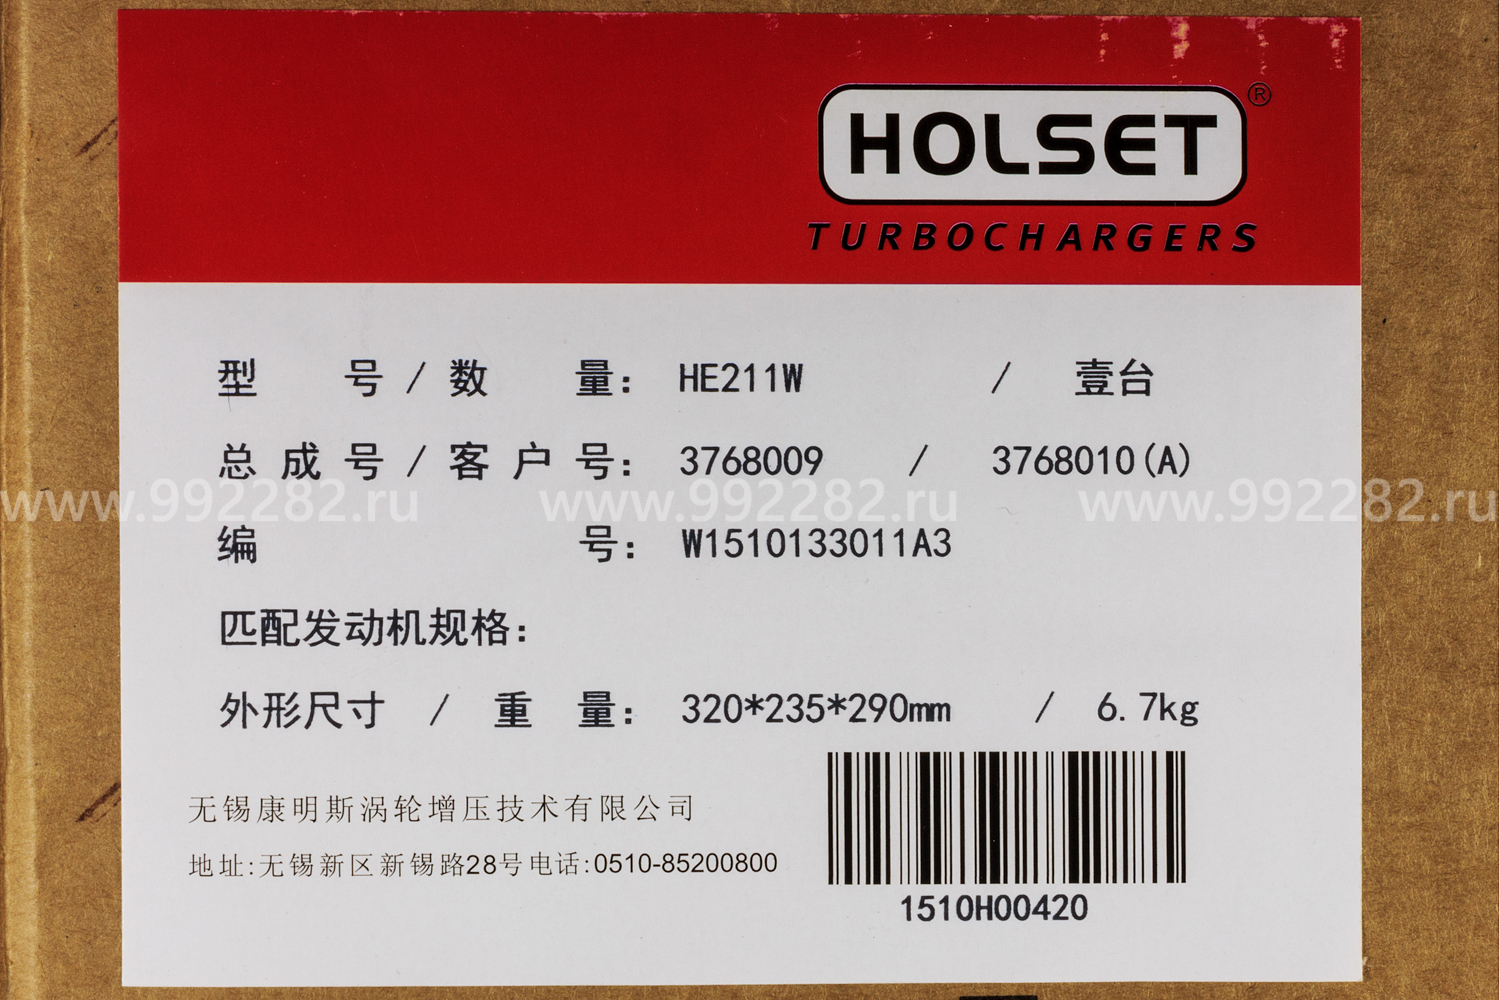 HOLSET®
TURBOCHARGERS
型 号 / 数 量： HE211W / 壹台
总 成 号 / 客 户 号： 3768009 / 3768010(A)
www.992282.ru www.992282.ru www.992282.ru
编 号： W1510133011A3
匹配发动机规格：
外形尺寸 / 重 量： 320*235*290mm / 6.7kg
无锡康明斯涡轮增压技术有限公司
地址:无锡新区新锡路28号电话:0510-85200800
1510H00420